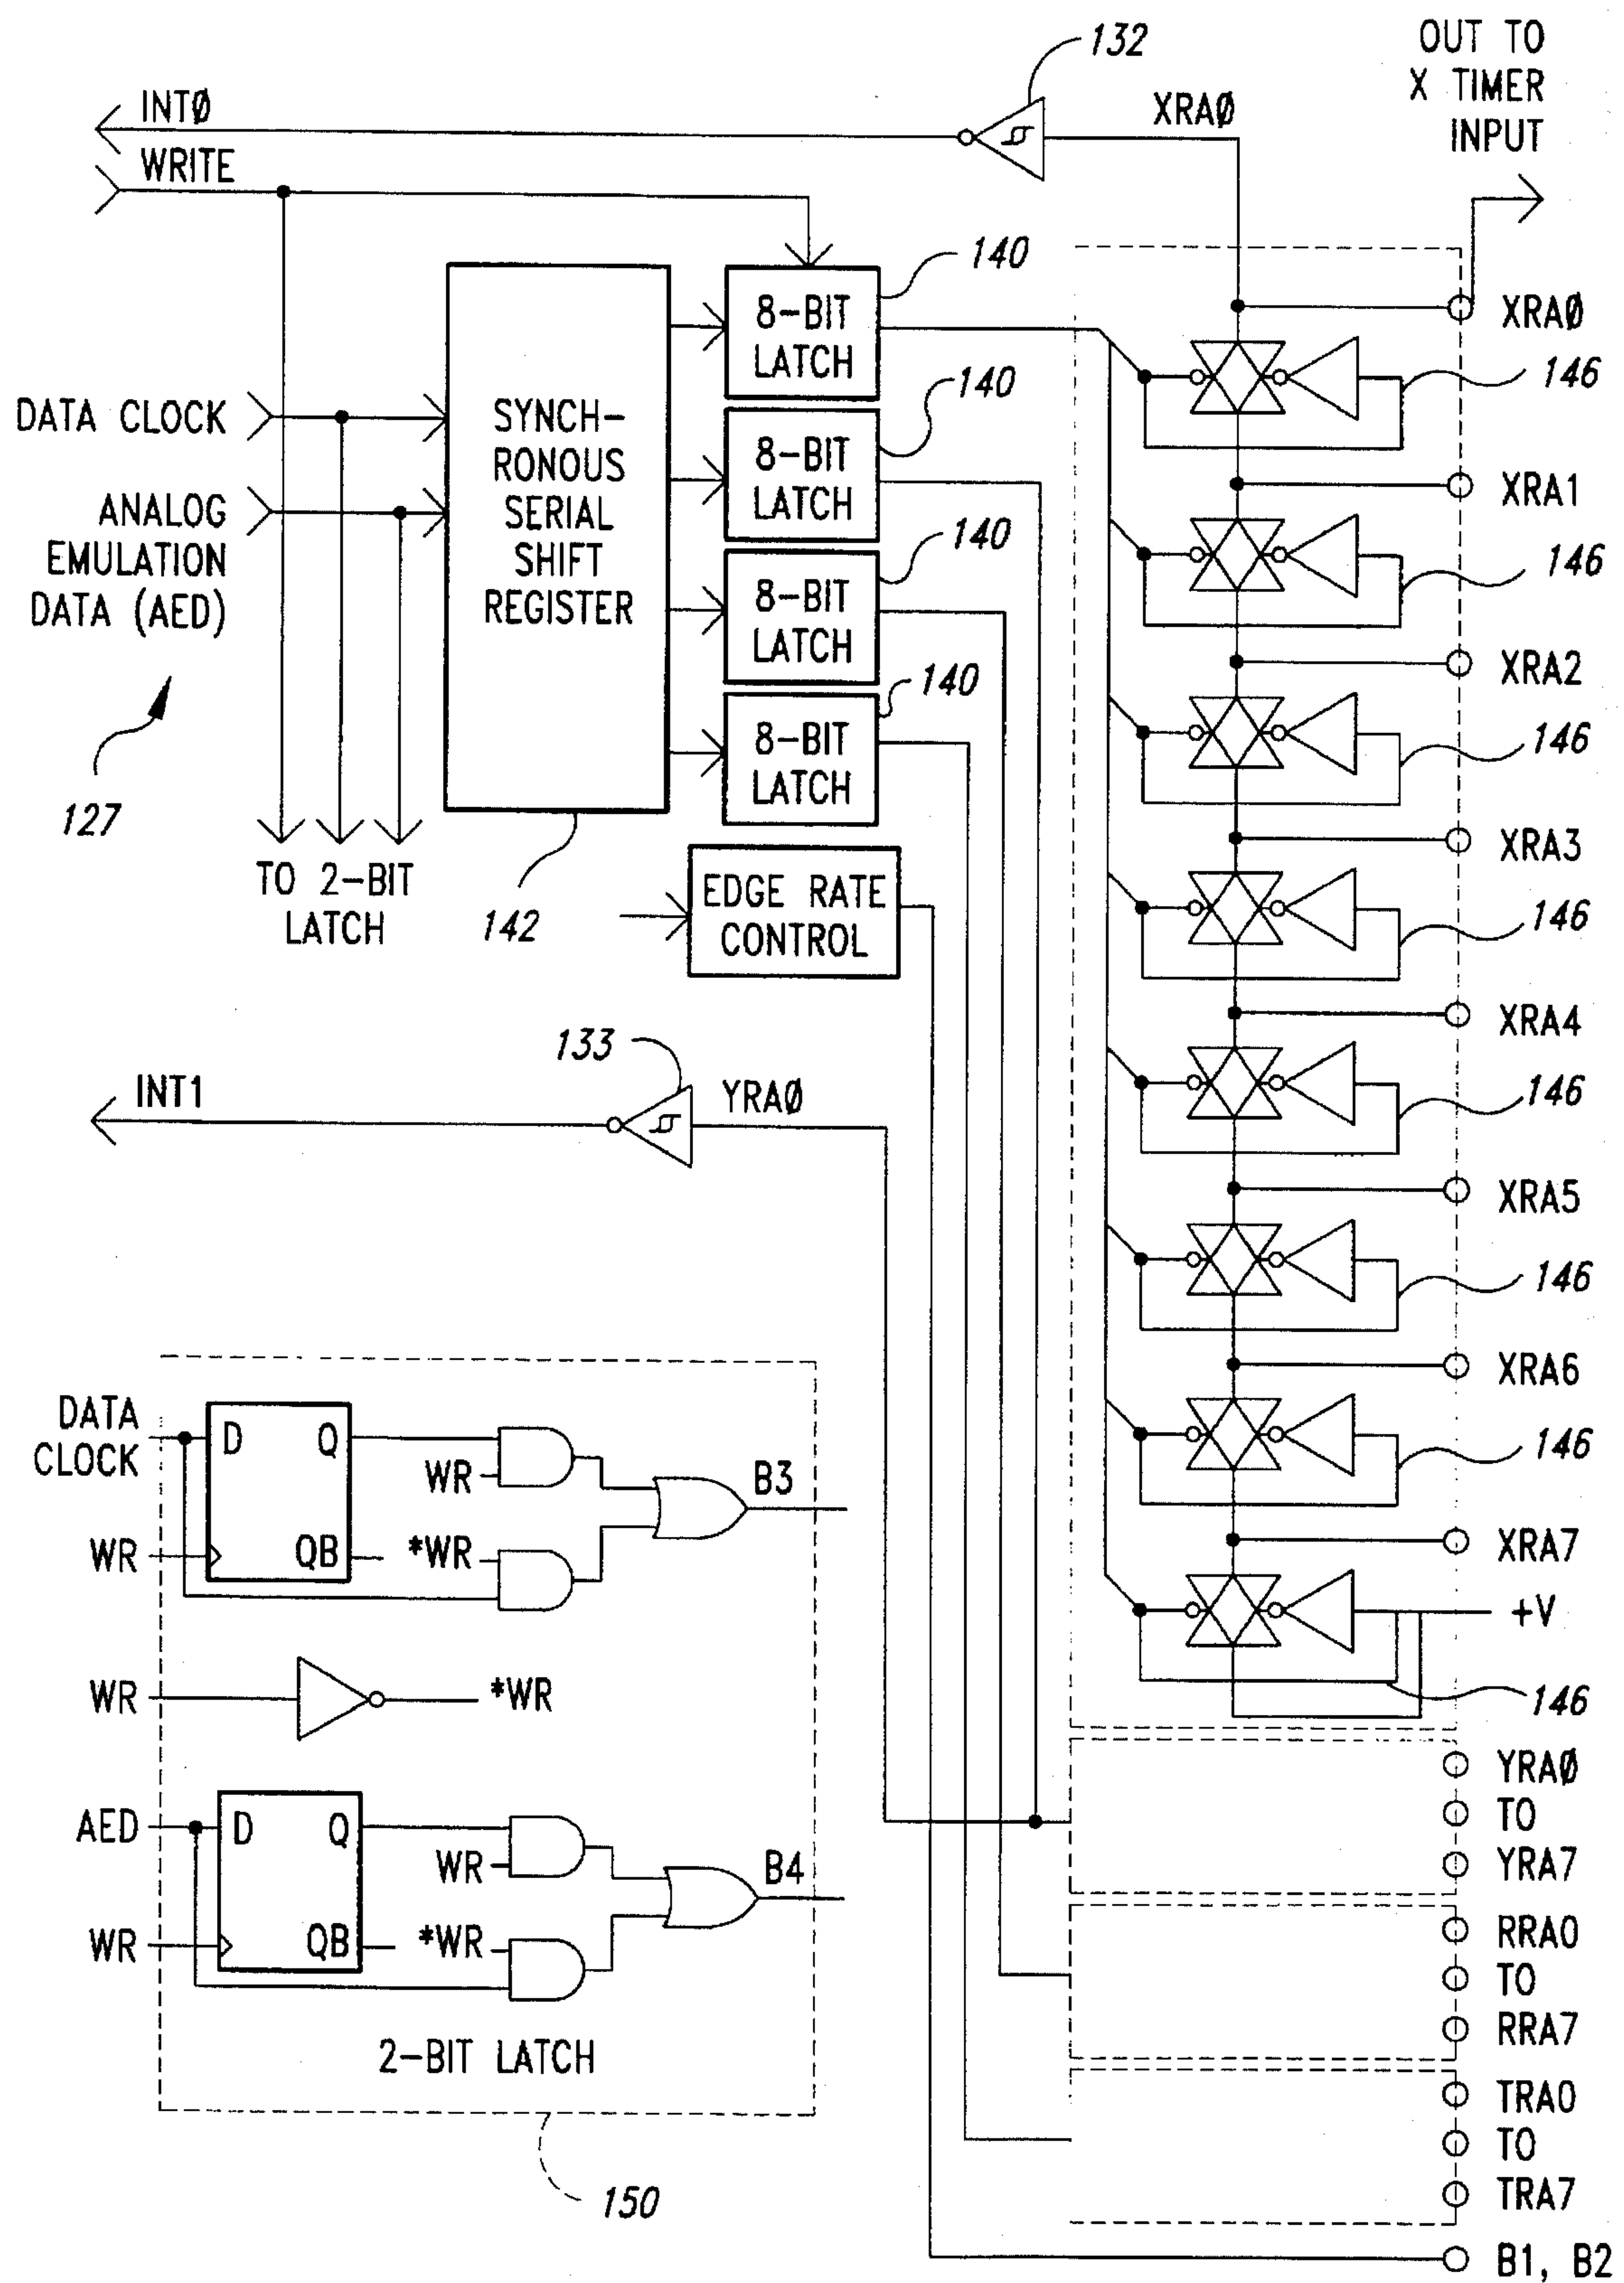 132
OUT TO
X TIMER
INPUT
INTØ
XRAØ
WRITE
140
8-BIT
LATCH
XRAØ
146
DATA CLOCK
SYNCH-
RONOUS
SERIAL
SHIFT
REGISTER
140
8-BIT
LATCH
XRA1
ANALOG
EMULATION
DATA (AED)
140
8-BIT
LATCH
146
XRA2
140
8-BIT
LATCH
146
127
TO 2-BIT
LATCH
142
EDGE RATE
CONTROL
XRA3
146
XRA4
133
INT1
YRAØ
146
XRA5
146
XRA6
DATA
CLOCK
D
Q
WR
B3
146
WR
QB
*WR
XRA7
+V
WR
*WR
146
YRAØ
TO
YRA7
AED
D
Q
WR
B4
WR
QB
*WR
RRA0
TO
RRA7
2-BIT LATCH
TRA0
TO
TRA7
150
B1, B2